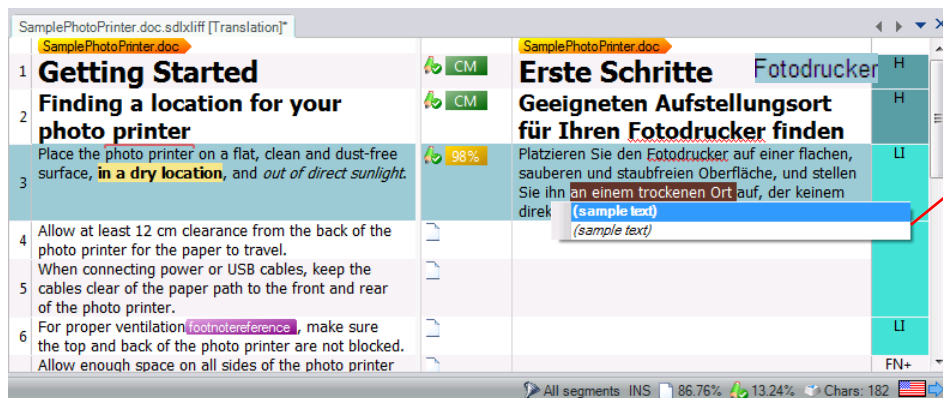 SamplePhotoPrinter.doc.sdlxliff [Translation]*
SamplePhotoPrinter.doc
SamplePhotoPrinter.doc
1 Getting Started CM Erste Schritte Fotodrucker H
2 Finding a location for your
photo printer
CM
Geeigneten Aufstellungsort
für Ihren Fotodrucker finden
H
3 Place the photo printer on a flat, clean and dust-free
surface, in a dry location, and out of direct sunlight.
98%
Platzieren Sie den Fotodrucker auf einer flachen,
sauberen und staubfreien Oberfläche, und stellen
Sie ihn an einem trockenen Ort auf, der keinem
direk
LI
(sample text)
(sample text)
4 Allow at least 12 cm clearance from the back of the
photo printer for the paper to travel.
5 When connecting power or USB cables, keep the
cables clear of the paper path to the front and rear
of the photo printer.
6 For proper ventilation footnotereference , make sure
the top and back of the photo printer are not blocked.
LI
Allow enough space on all sides of the photo printer
FN+
All segments INS 86.76% 13.24% Chars: 182